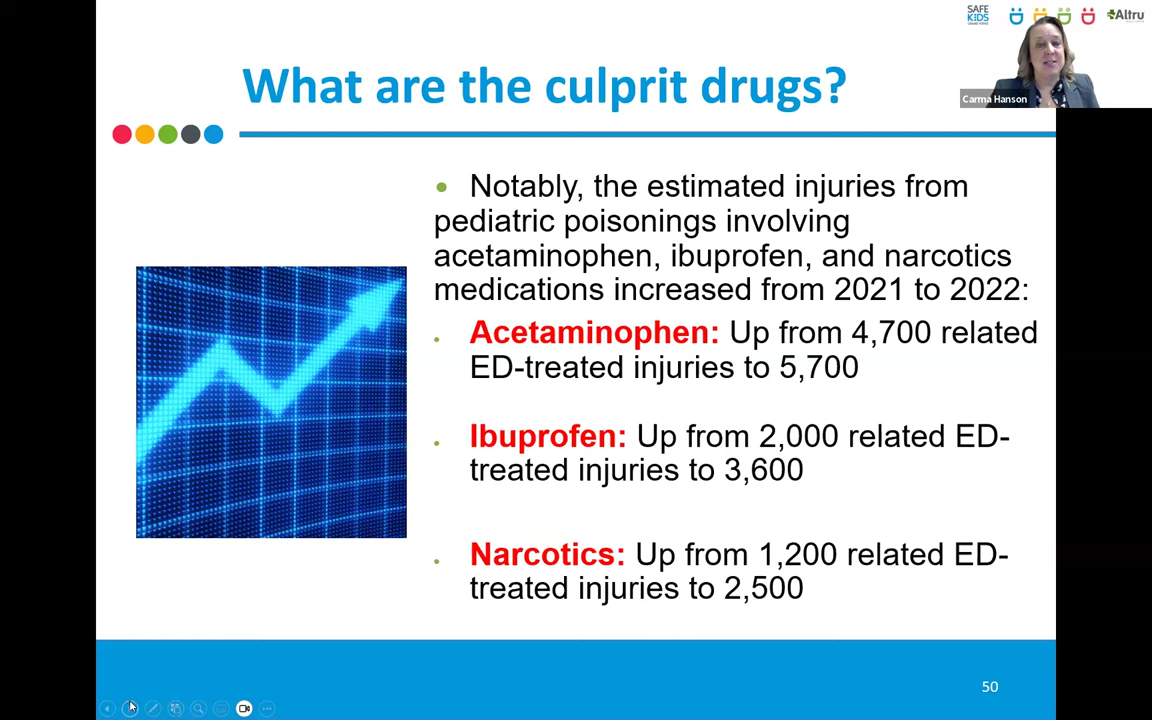 SAFE
KIDS
Altru
What are the culprit drugs?
Carma Hanson
• Notably, the estimated injuries from
pediatric poisonings involving
acetaminophen, ibuprofen, and narcotics
medications increased from 2021 to 2022:
• Acetaminophen: Up from 4,700 related
ED-treated injuries to 5,700
• Ibuprofen: Up from 2,000 related ED-
treated injuries to 3,600
• Narcotics: Up from 1,200 related ED-
treated injuries to 2,500
50